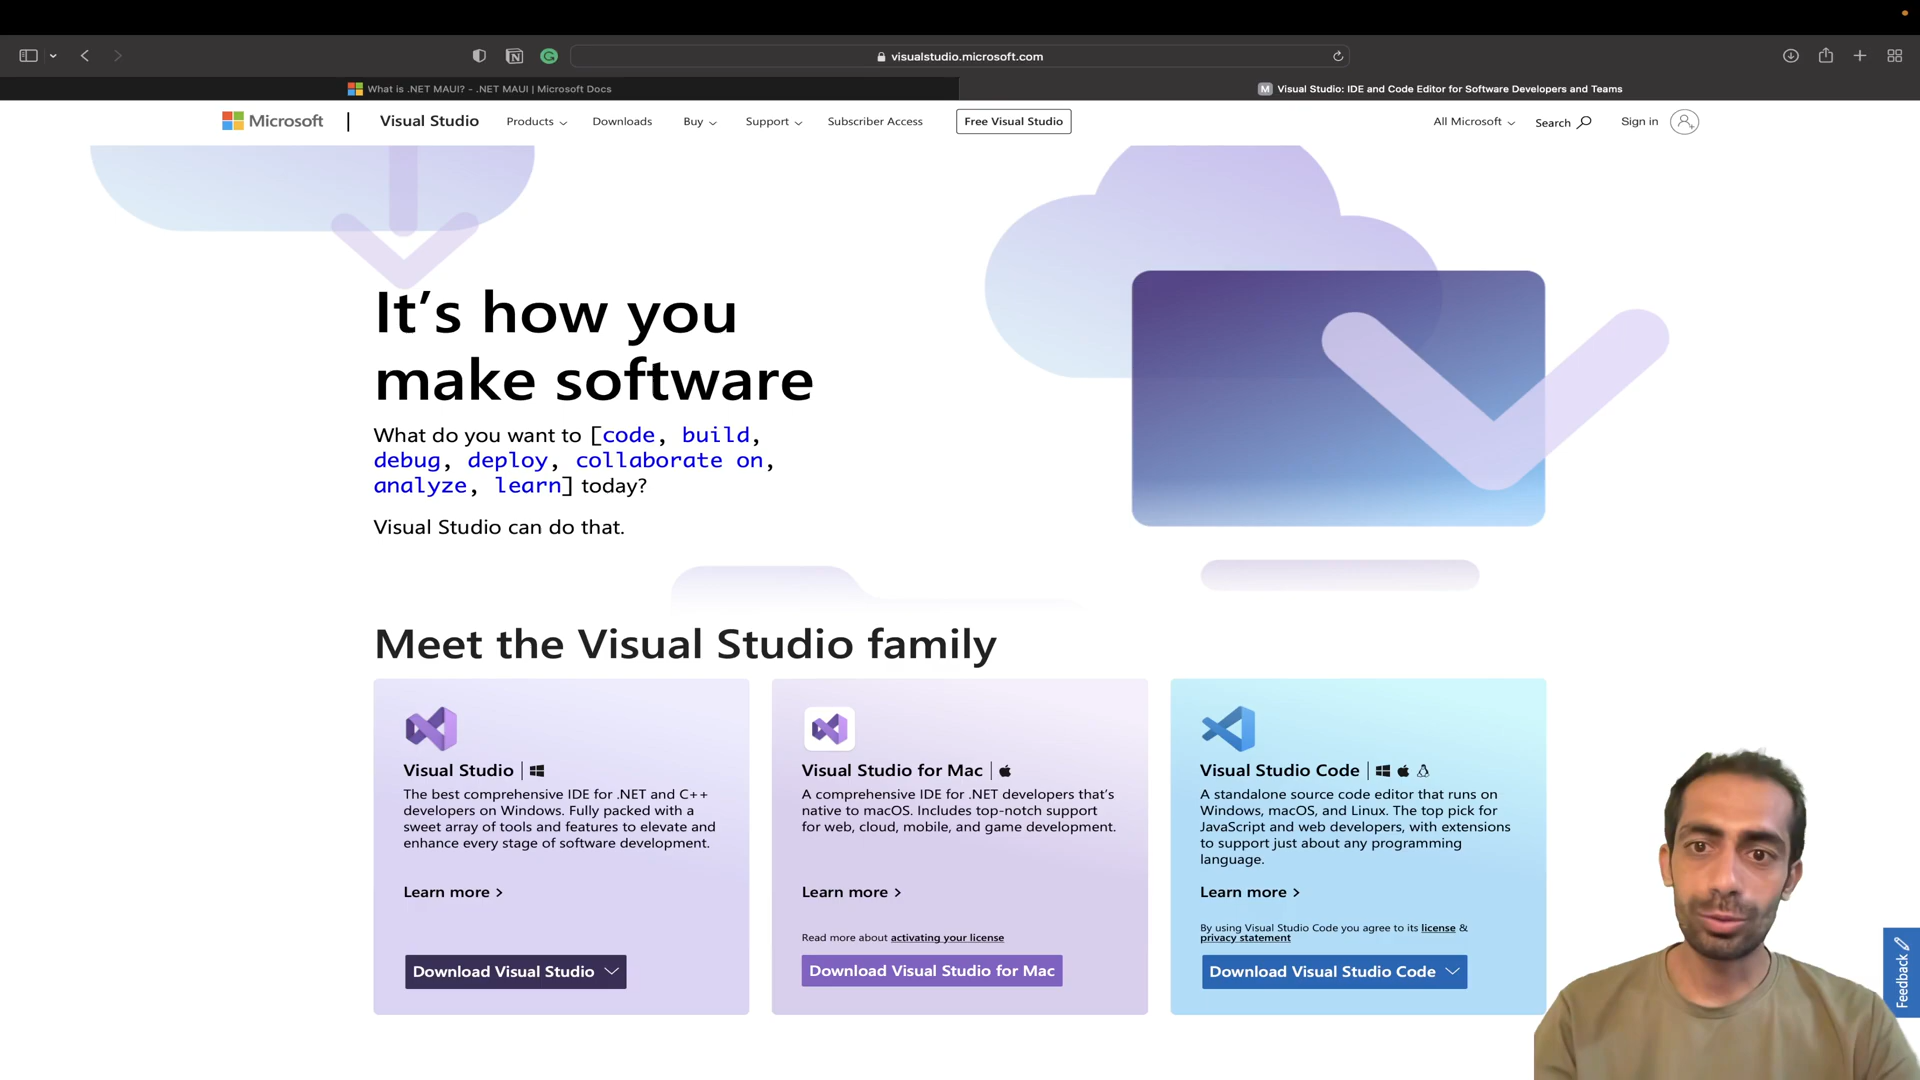 visualstudio.microsoft.com
What is .NET MAUI? - .NET MAUI | Microsoft Docs
M Visual Studio: IDE and Code Editor for Software Developers and Teams
Microsoft | Visual Studio Products Downloads Buy Support Subscriber Access Free Visual Studio All Microsoft Search Sign in
It’s how you
make software
What do you want to [code, build,
debug, deploy, collaborate on,
analyze, learn] today?
Visual Studio can do that.
Meet the Visual Studio family
Visual Studio
The best comprehensive IDE for .NET and C++
developers on Windows. Fully packed with a
sweet array of tools and features to elevate and
enhance every stage of software development.
Learn more >
Download Visual Studio
Visual Studio for Mac
A comprehensive IDE for .NET developers that’s
native to macOS. Includes top-notch support
for web, cloud, mobile, and game development.
Learn more >
Read more about activating your license
Download Visual Studio for Mac
Visual Studio Code
A standalone source code editor that runs on
Windows, macOS, and Linux. The top pick for
JavaScript and web developers, with extensions
to support just about any programming
language.
Learn more >
By using Visual Studio Code you agree to its license &
privacy statement
Download Visual Studio Code
Feedback